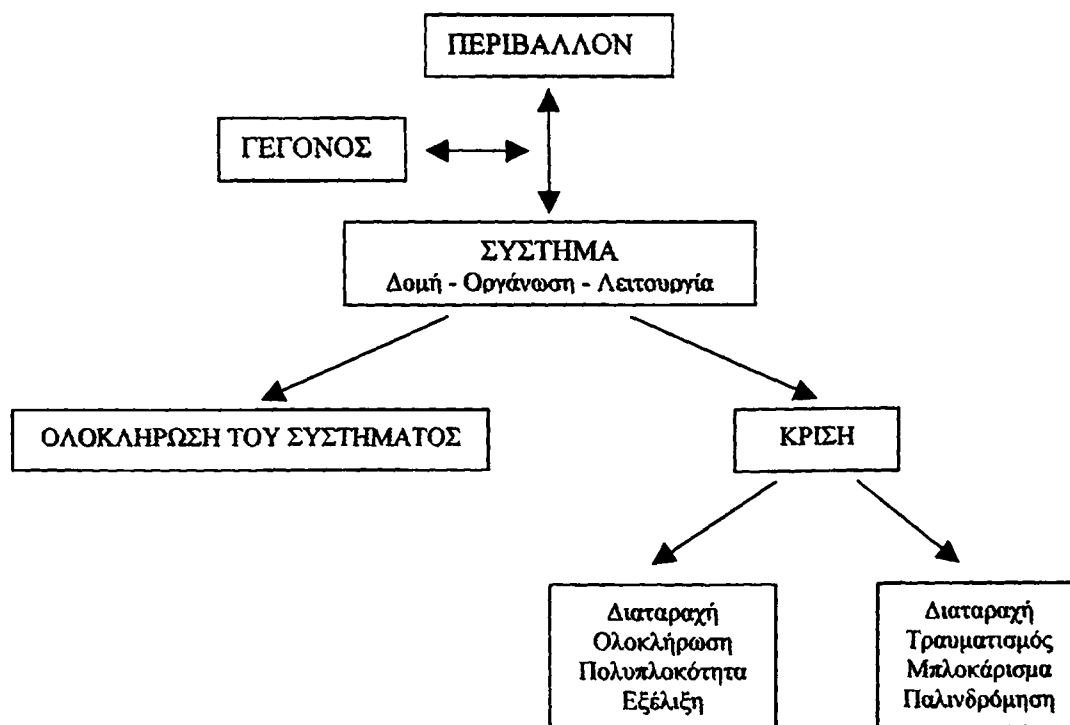 ΠΕΡΙΒΑΛΛΟΝ
ΓΕΓΟΝΟΣ
ΣΥΣΤΗΜΑ
Δομή - Οργάνωση - Λειτουργία
ΟΛΟΚΛΗΡΩΣΗ ΤΟΥ ΣΥΣΤΗΜΑΤΟΣ
ΚΡΙΣΗ
Διαταραχή
Ολοκλήρωση
Πολυπλοκότητα
Εξέλιξη
Διαταραχή
Τραυματισμός
Μπλοκάρισμα
Παλινδρόμηση